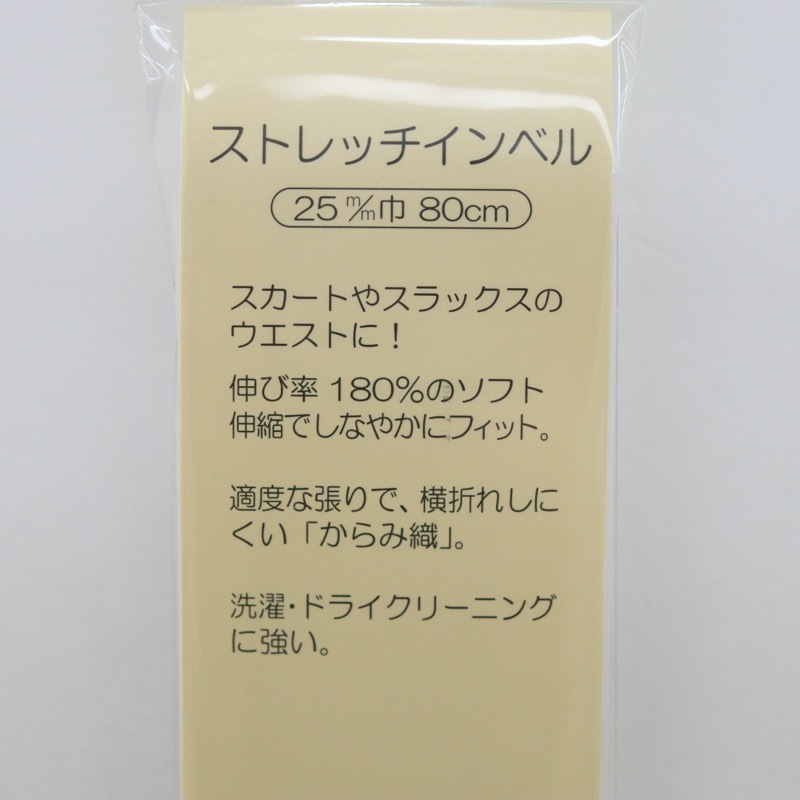 ストレッチインベル
25㎜巾 80cm
スカートやスラックスの
ウエストに！
伸び率 180%のソフト
伸縮でしなやかにフィット。
適度な張りで、横折れしに
くい「からみ織」。
洗濯・ドライクリーニング
に強い。